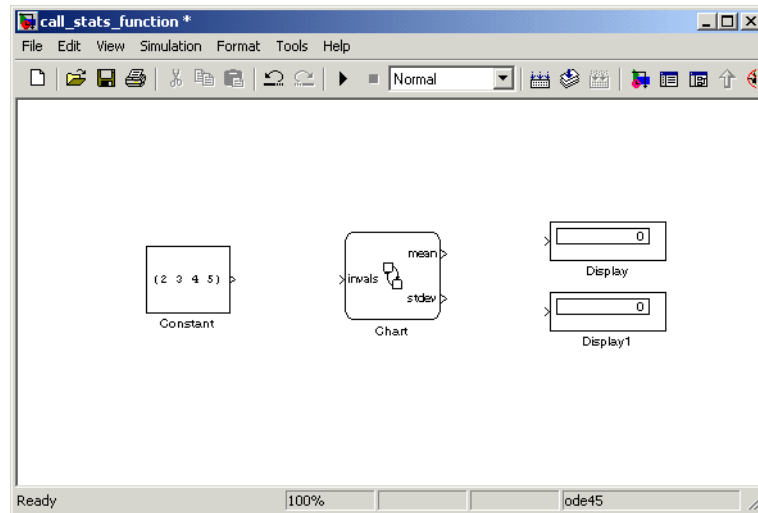 call_stats_function *
File Edit View Simulation Format Tools Help
Normal
(2 3 4 5)
Constant
invals
mean
stdev
Chart
0
Display
0
Display1
Ready 100% ode45